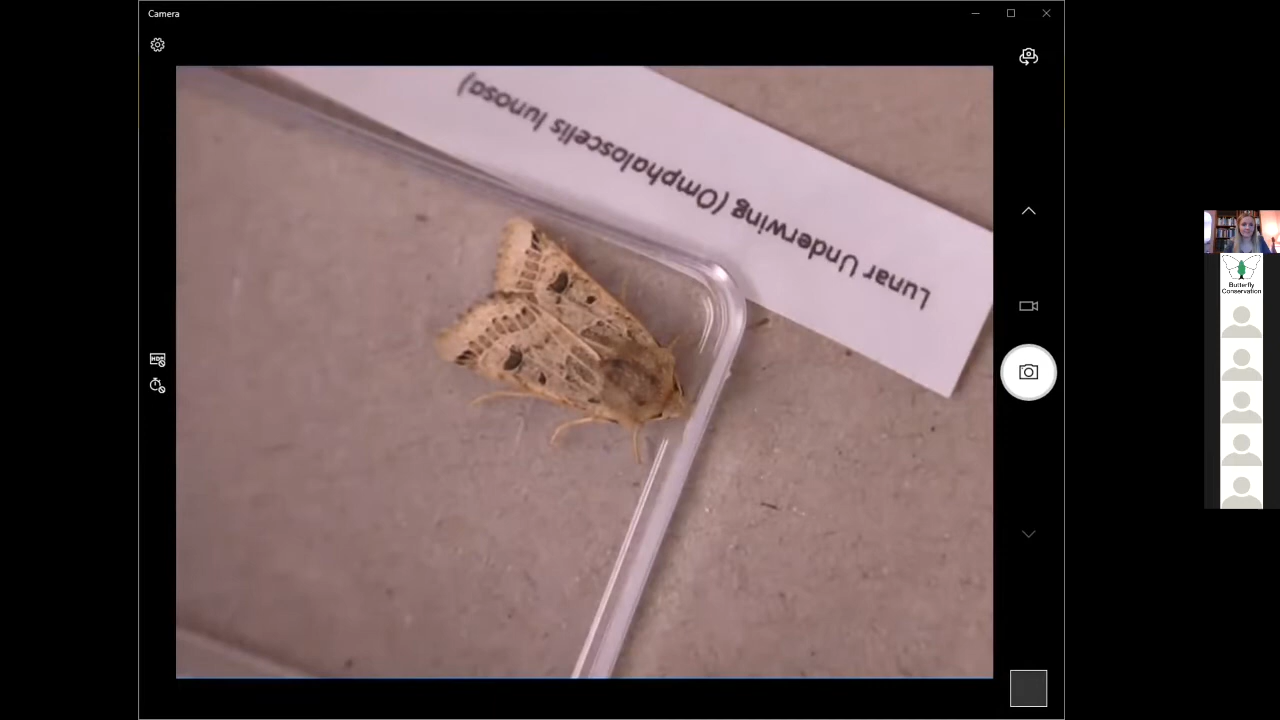 Camera
Lunar Underwing (Omphaloscelis lunosa)
Butterfly
Conservation